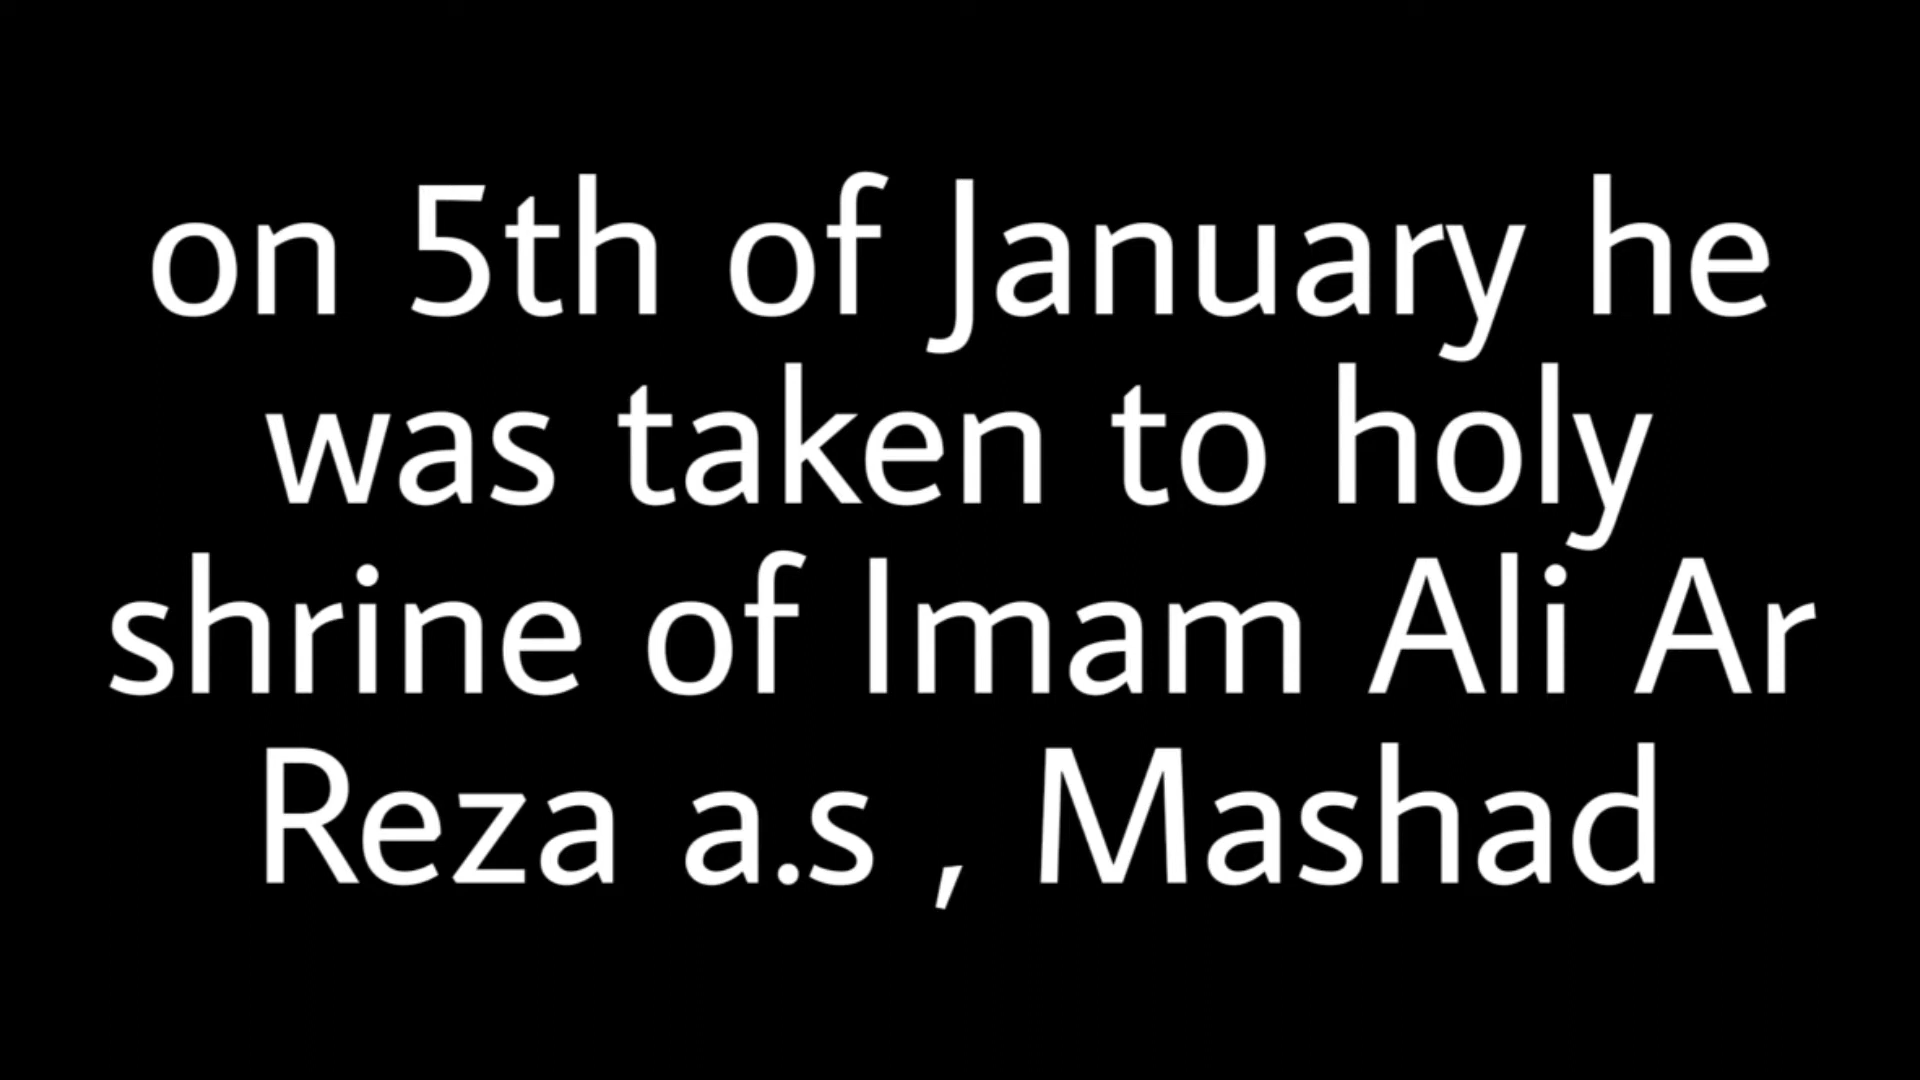 on 5th of January he
was taken to holy
shrine of Imam Ali Ar
Reza a.s , Mashad